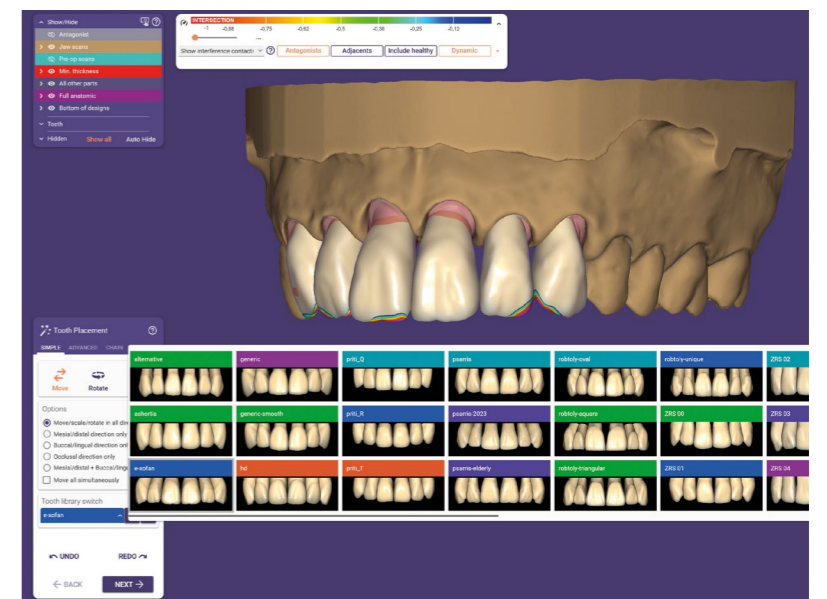 Show/Hide
Antagonist
Jaw scans
Pre-op scans
Min. thickness
All other parts
Full anatomic
Bottom of designs
Teeth
Hidden Show all Auto Hide
INTERSECTION
-1 -0,88 -0,75 -0,62 -0,5 -0,38 -0,25 -0,12
...
Show interference contacts Antagonists Adjacents Include healthy Dynamic
Tooth Placement
SIMPLE ADVANCED CHAIN
Move Rotate
Options
Move/scale/rotate in all dire
Mesial/distal direction only
Buccal/lingual direction onl
Occlusal direction only
Mesial/distal + Buccal/lingu
Move all simultaneously
Tooth library switch
e-sofan
UNDO REDO
BACK NEXT
alternative generic priti_Q psarris robtoly-oval robtoly-unique ZRS 02
ashortis generic-smooth priti_R psarris-2023 robtoly-square ZRS 00 ZRS 03
e-sofan hd priti_T psarris-elderly robtoly-triangular ZRS 01 ZRS 04